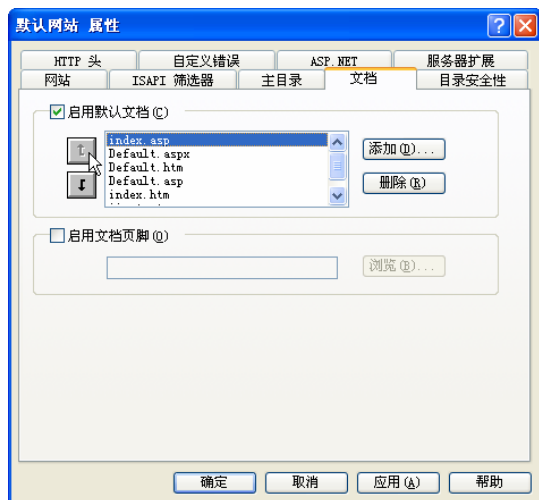 默认网站 属性
HTTP 头 自定义错误 ASP.NET 服务器扩展
网站 ISAPI 筛选器 主目录 文档 目录安全性
启用默认文档(C)
index.asp
Default.aspx
Default.htm
Default.asp
index.htm
添加(D)...
删除(R)
启用文档页脚(O)
浏览(B)...
确定 取消 应用(A) 帮助